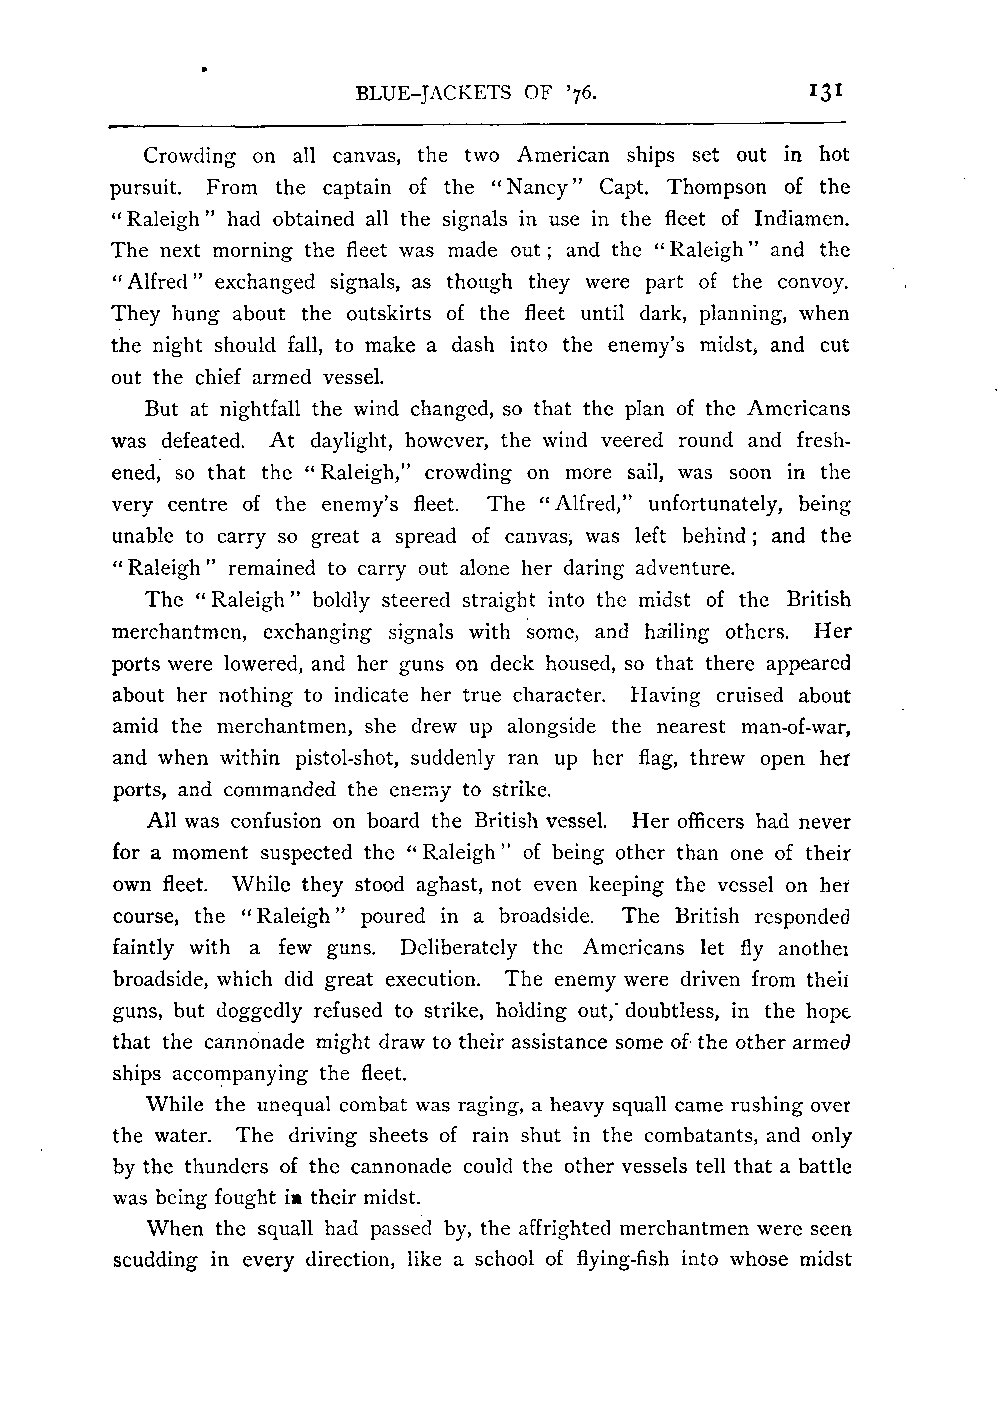 BLUE-JACKETS OF '76. 131
Crowding on all canvas, the two American ships set out in hot
pursuit. From the captain of the "Nancy" Capt. Thompson of the
"Raleigh" had obtained all the signals in use in the fleet of Indiamen.
The next morning the fleet was made out; and the "Raleigh" and the
"Alfred" exchanged signals, as though they were part of the convoy.
They hung about the outskirts of the fleet until dark, planning, when
the night should fall, to make a dash into the enemy's midst, and cut
out the chief armed vessel.
But at nightfall the wind changed, so that the plan of the Americans
was defeated. At daylight, however, the wind veered round and fresh-
ened, so that the "Raleigh," crowding on more sail, was soon in the
very centre of the enemy's fleet. The "Alfred," unfortunately, being
unable to carry so great a spread of canvas, was left behind; and the
"Raleigh" remained to carry out alone her daring adventure.
The "Raleigh" boldly steered straight into the midst of the British
merchantmen, exchanging signals with some, and hailing others. Her
ports were lowered, and her guns on deck housed, so that there appeared
about her nothing to indicate her true character. Having cruised about
amid the merchantmen, she drew up alongside the nearest man-of-war,
and when within pistol-shot, suddenly ran up her flag, threw open her
ports, and commanded the enemy to strike.
All was confusion on board the British vessel. Her officers had never
for a moment suspected the "Raleigh" of being other than one of their
own fleet. While they stood aghast, not even keeping the vessel on her
course, the "Raleigh" poured in a broadside. The British responded
faintly with a few guns. Deliberately the Americans let fly another
broadside, which did great execution. The enemy were driven from their
guns, but doggedly refused to strike, holding out, doubtless, in the hope
that the cannonade might draw to their assistance some of the other armed
ships accompanying the fleet.
While the unequal combat was raging, a heavy squall came rushing over
the water. The driving sheets of rain shut in the combatants, and only
by the thunders of the cannonade could the other vessels tell that a battle
was being fought in their midst.
When the squall had passed by, the affrighted merchantmen were seen
scudding in every direction, like a school of flying-fish into whose midst